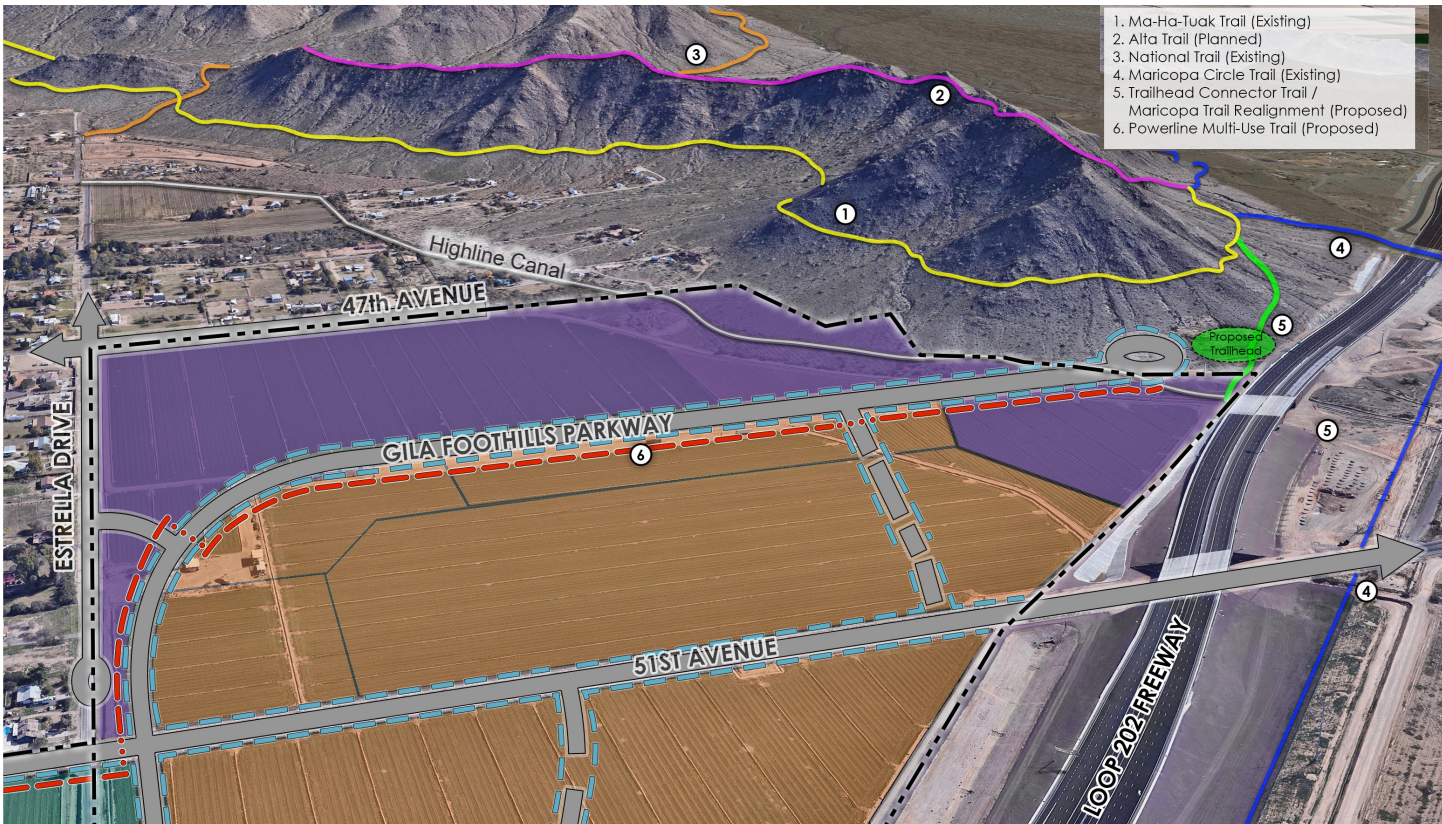 1. Ma-Ha-Tuak Trail (Existing)
2. Alta Trail (Planned)
3. National Trail (Existing)
4. Maricopa Circle Trail (Existing)
5. Trailhead Connector Trail /
Maricopa Trail Realignment (Proposed)
6. Powerline Multi-Use Trail (Proposed)
3
2
1
4
Highline Canal
47th AVENUE
5
Proposed
Trailhead
ESTRELLA DRIVE
GILA FOOTHILLS PARKWAY
6
5
4
51ST AVENUE
LOOP 202 FREEWAY